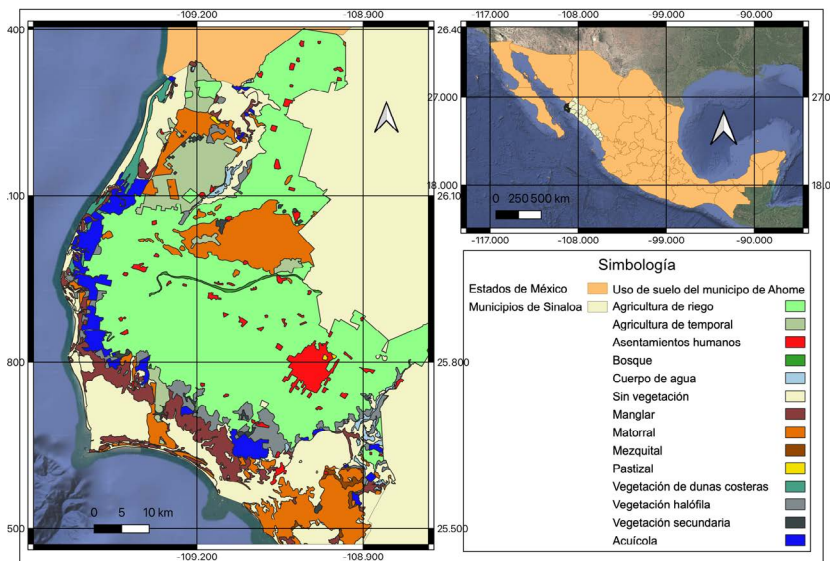 -109.200 -108.900
400
100
800
500
0 5 10 km
-109.200 -108.900
-117.000 -108.000 -99.000 -90.000
26.40
27.000 27.0
18.000 18.0
26.100
0 250 500 km
-117.000 -108.000 -99.000 -90.000
25.800
25.500
Simbología
Estados de México
Municipios de Sinaloa
Uso de suelo del municipo de Ahome
Agricultura de riego
Agricultura de temporal
Asentamientos humanos
Bosque
Cuerpo de agua
Sin vegetación
Manglar
Matorral
Mezquital
Pastizal
Vegetación de dunas costeras
Vegetación halófila
Vegetación secundaria
Acuícola